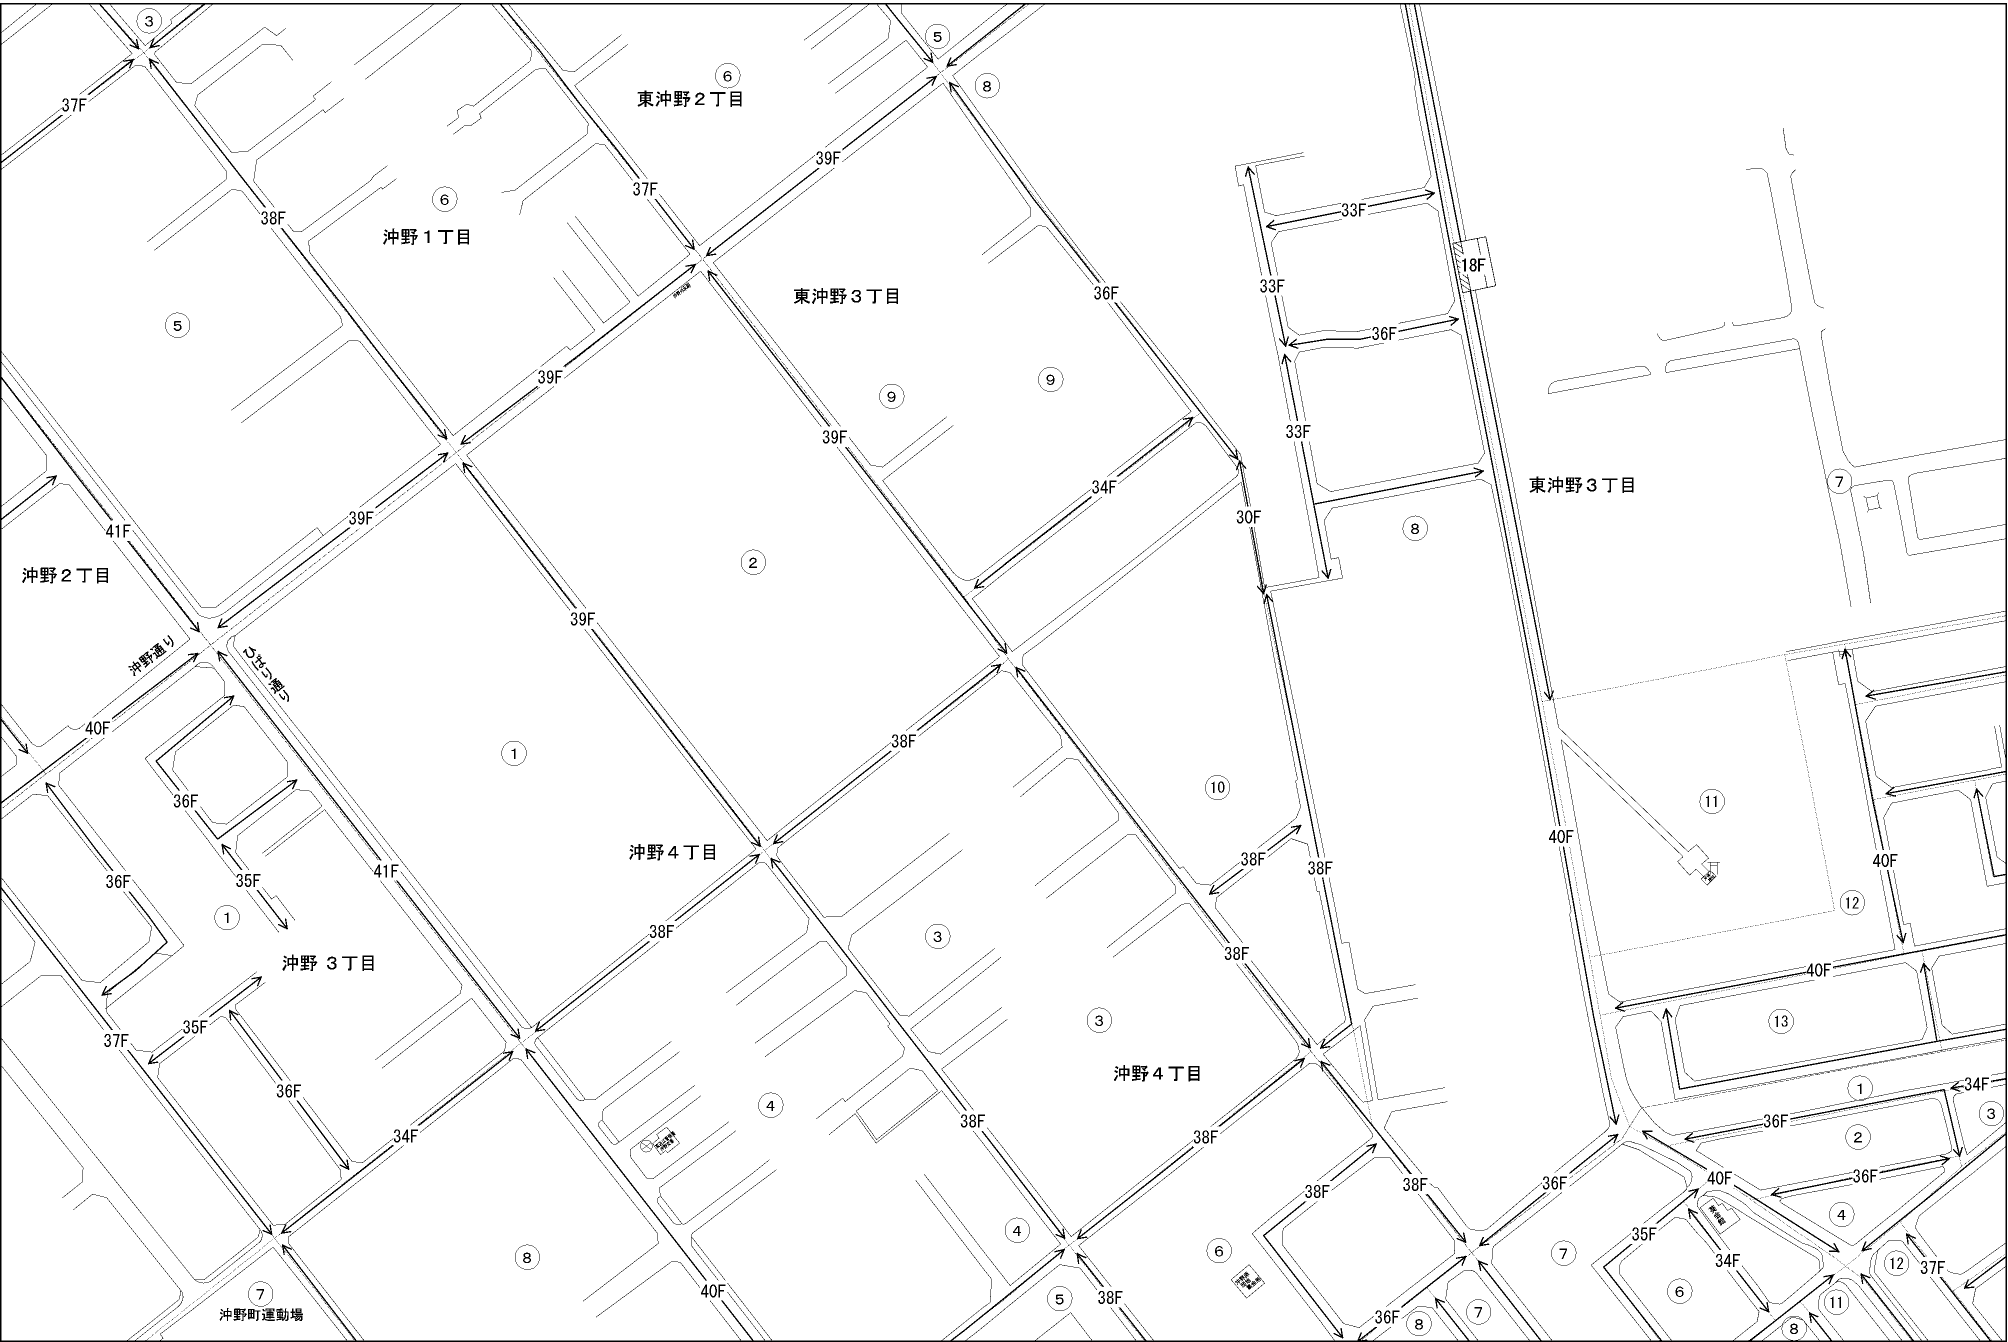 ③
⑤
⑥
⑧
東沖野２丁目
37F
39F
37F
⑥
33F
38F
沖野１丁目
18F
33F
36F
東沖野３丁目
⑤
36F
39F
⑨
⑨
33F
39F
東沖野３丁目
⑦
34F
39F
30F
⑧
41F
②
沖野２丁目
39F
沖野通り
ひばり通り
40F
38F
①
⑩
36F
⑪
40F
沖野４丁目
38F
38F
40F
41F
36F
35F
⑫
①
38F
③
38F
沖野 ３丁目
40F
35F
③
⑬
37F
沖野４丁目
36F
①
34F
④
38F
36F
③
34F
38F
②
36F
38F
38F
36F
40F
④
④
35F
⑥
⑦
34F
⑧
⑫
37F
40F
⑦
38F
⑤
⑥
⑪
沖野町運動場
36F
⑧
⑦
⑧
集会所